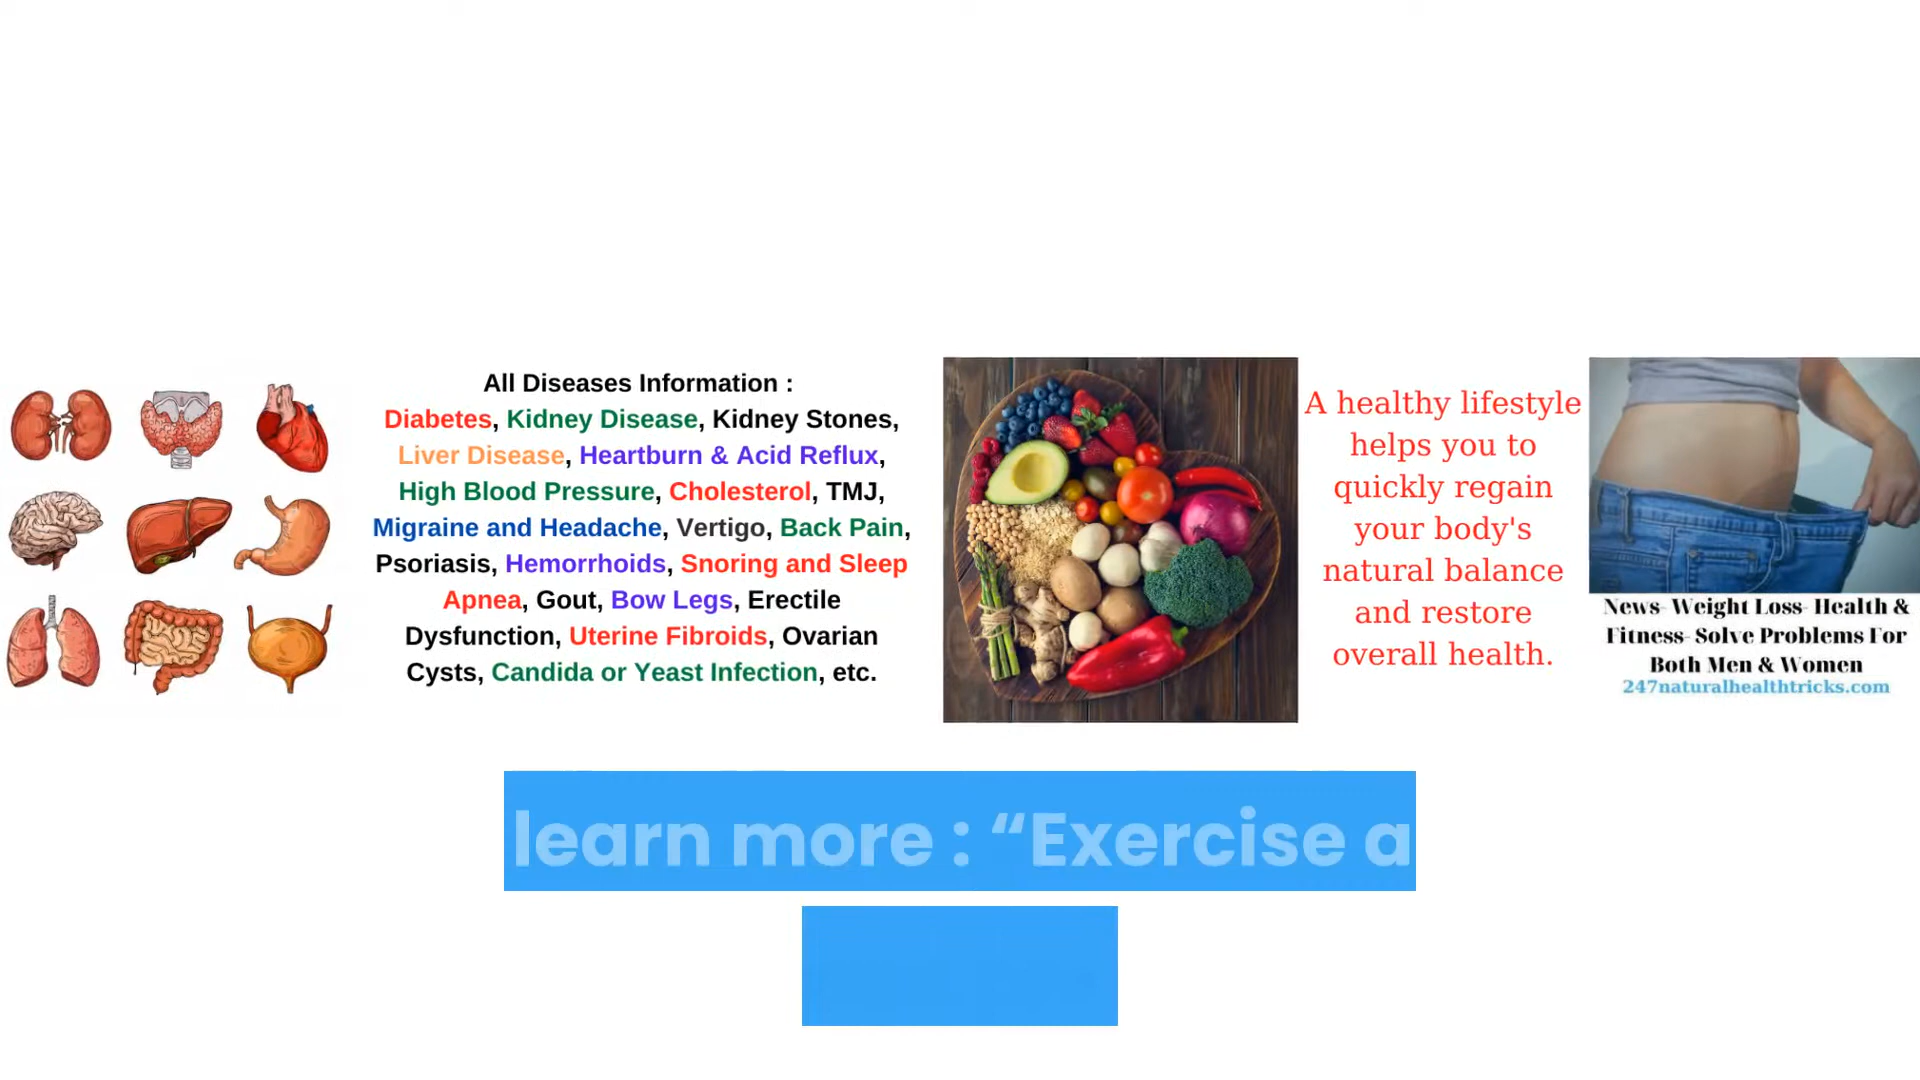 All Diseases Information :
Diabetes, Kidney Disease, Kidney Stones,
Liver Disease, Heartburn & Acid Reflux,
High Blood Pressure, Cholesterol, TMJ,
Migraine and Headache, Vertigo, Back Pain,
Psoriasis, Hemorrhoids, Snoring and Sleep
Apnea, Gout, Bow Legs, Erectile
Dysfunction, Uterine Fibroids, Ovarian
Cysts, Candida or Yeast Infection, etc.
A healthy lifestyle
helps you to
quickly regain
your body's
natural balance
and restore
overall health.
News- Weight Loss- Health &
Fitness- Solve Problems For
Both Men & Women
247naturalhealthtricks.com
learn more : “Exercise a